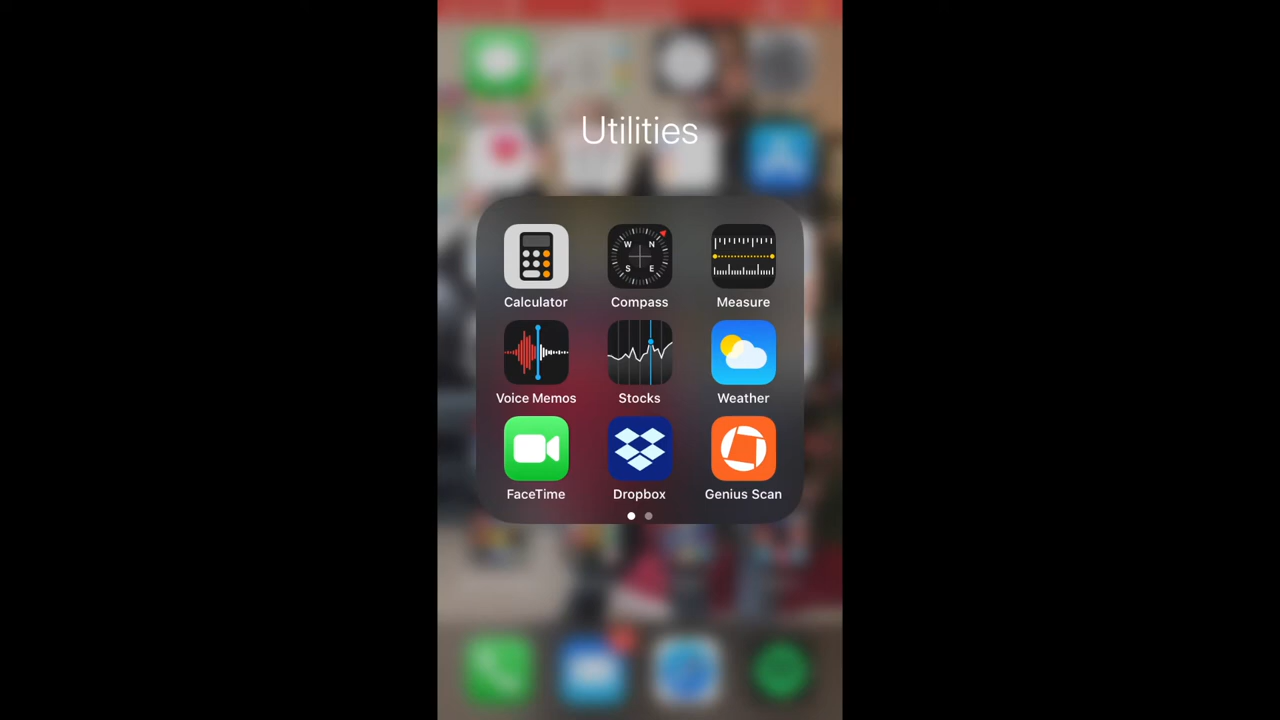 Utilities
W N
S E
Calculator Compass Measure
Voice Memos Stocks Weather
FaceTime Dropbox Genius Scan